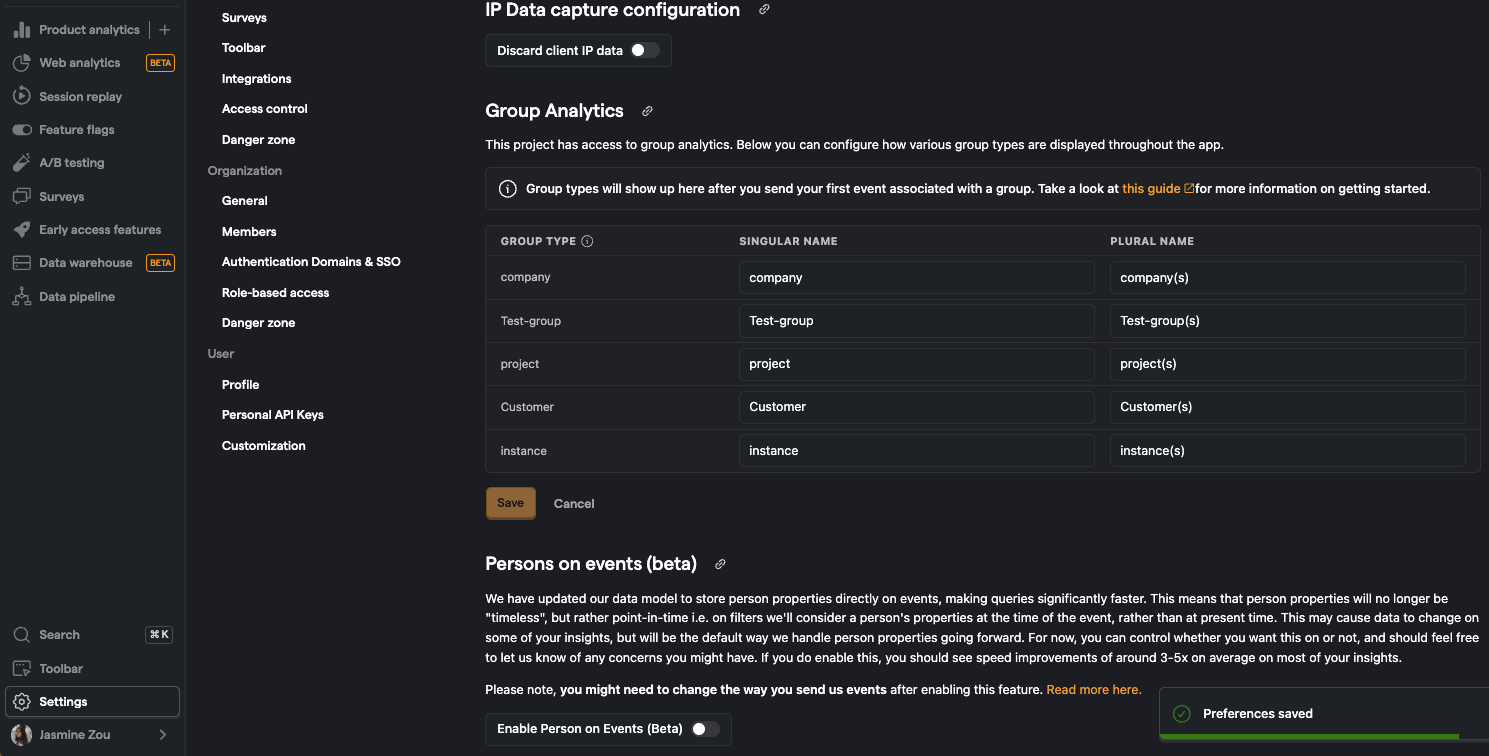 Product analytics
Web analytics BETA
Session replay
Feature flags
A/B testing
Surveys
Early access features
Data warehouse BETA
Data pipeline
Search ⌘ K
Toolbar
Settings
Jasmine Zou
Surveys
Toolbar
Integrations
Access control
Danger zone
Organization
General
Members
Authentication Domains & SSO
Role-based access
Danger zone
User
Profile
Personal API Keys
Customization
IP Data capture configuration
Discard client IP data
Group Analytics
This project has access to group analytics. Below you can configure how various group types are displayed throughout the app.
Group types will show up here after you send your first event associated with a group. Take a look at this guide for more information on getting started.
GROUP TYPE SINGULAR NAME PLURAL NAME
company company company(s)
Test-group Test-group Test-group(s)
project project project(s)
Customer Customer Customer(s)
instance instance instance(s)
Save Cancel
Persons on events (beta)
We have updated our data model to store person properties directly on events, making queries significantly faster. This means that person properties will no longer be
"timeless", but rather point-in-time i.e. on filters we'll consider a person's properties at the time of the event, rather than at present time. This may cause data to change on
some of your insights, but will be the default way we handle person properties going forward. For now, you can control whether you want this on or not, and should feel free
to let us know of any concerns you might have. If you do enable this, you should see speed improvements of around 3-5x on average on most of your insights.
Please note, you might need to change the way you send us events after enabling this feature. Read more here.
Enable Person on Events (Beta)
Preferences saved